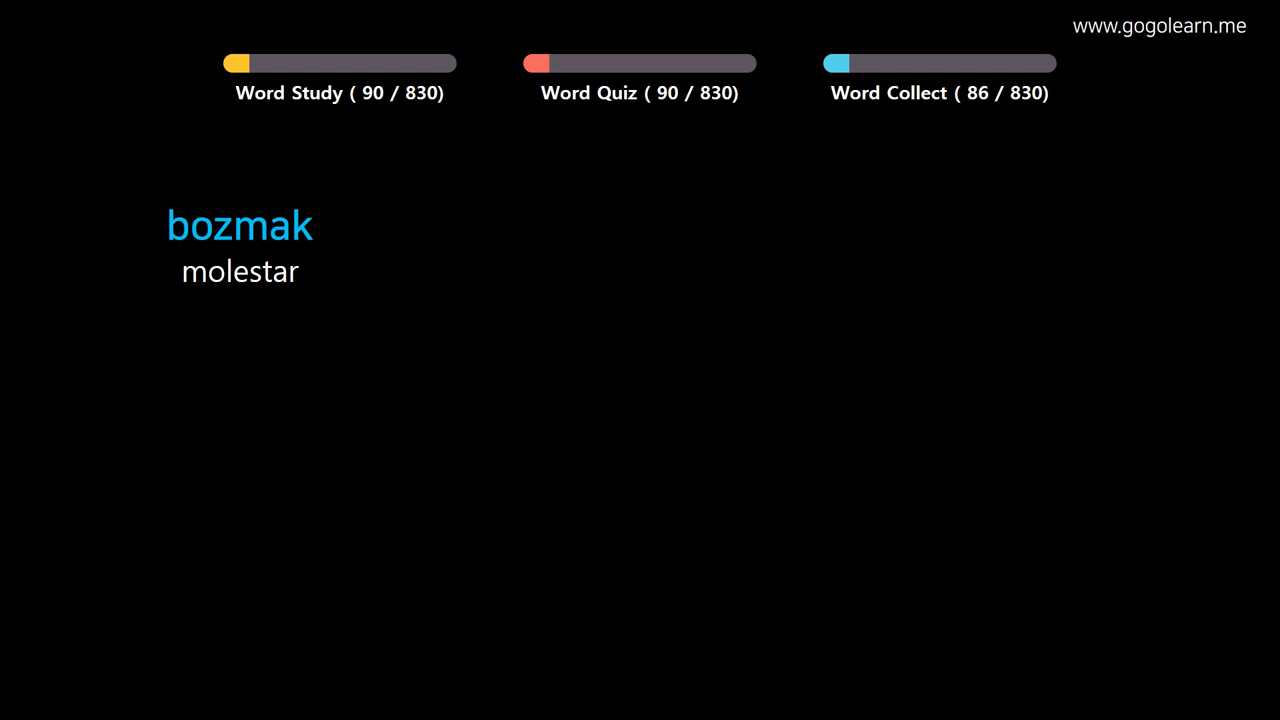 www.gogolearn.me
Word Study ( 90 / 830)
Word Quiz ( 90 / 830)
Word Collect ( 86 / 830)
bozmak
molestar